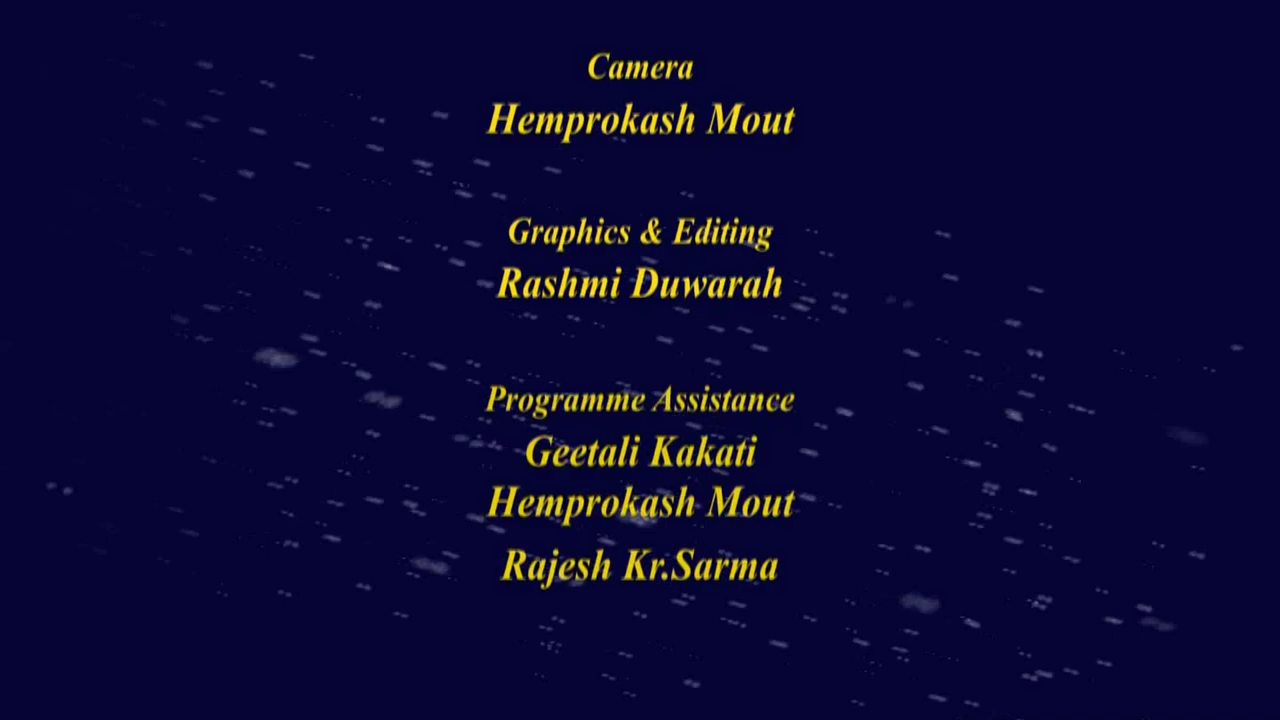 Camera
Hemprokash Mout
Graphics & Editing
Rashmi Duwarah
Programme Assistance
Geetali Kakati
Hemprokash Mout
Rajesh Kr.Sarma